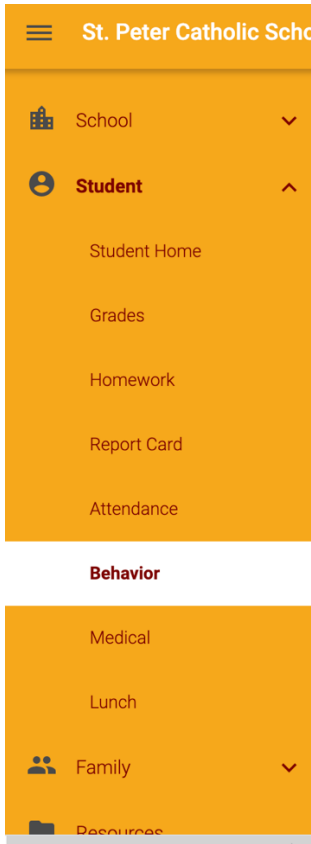 St. Peter Catholic Scho
School
Student
Student Home
Grades
Homework
Report Card
Attendance
Behavior
Medical
Lunch
Family
Resources